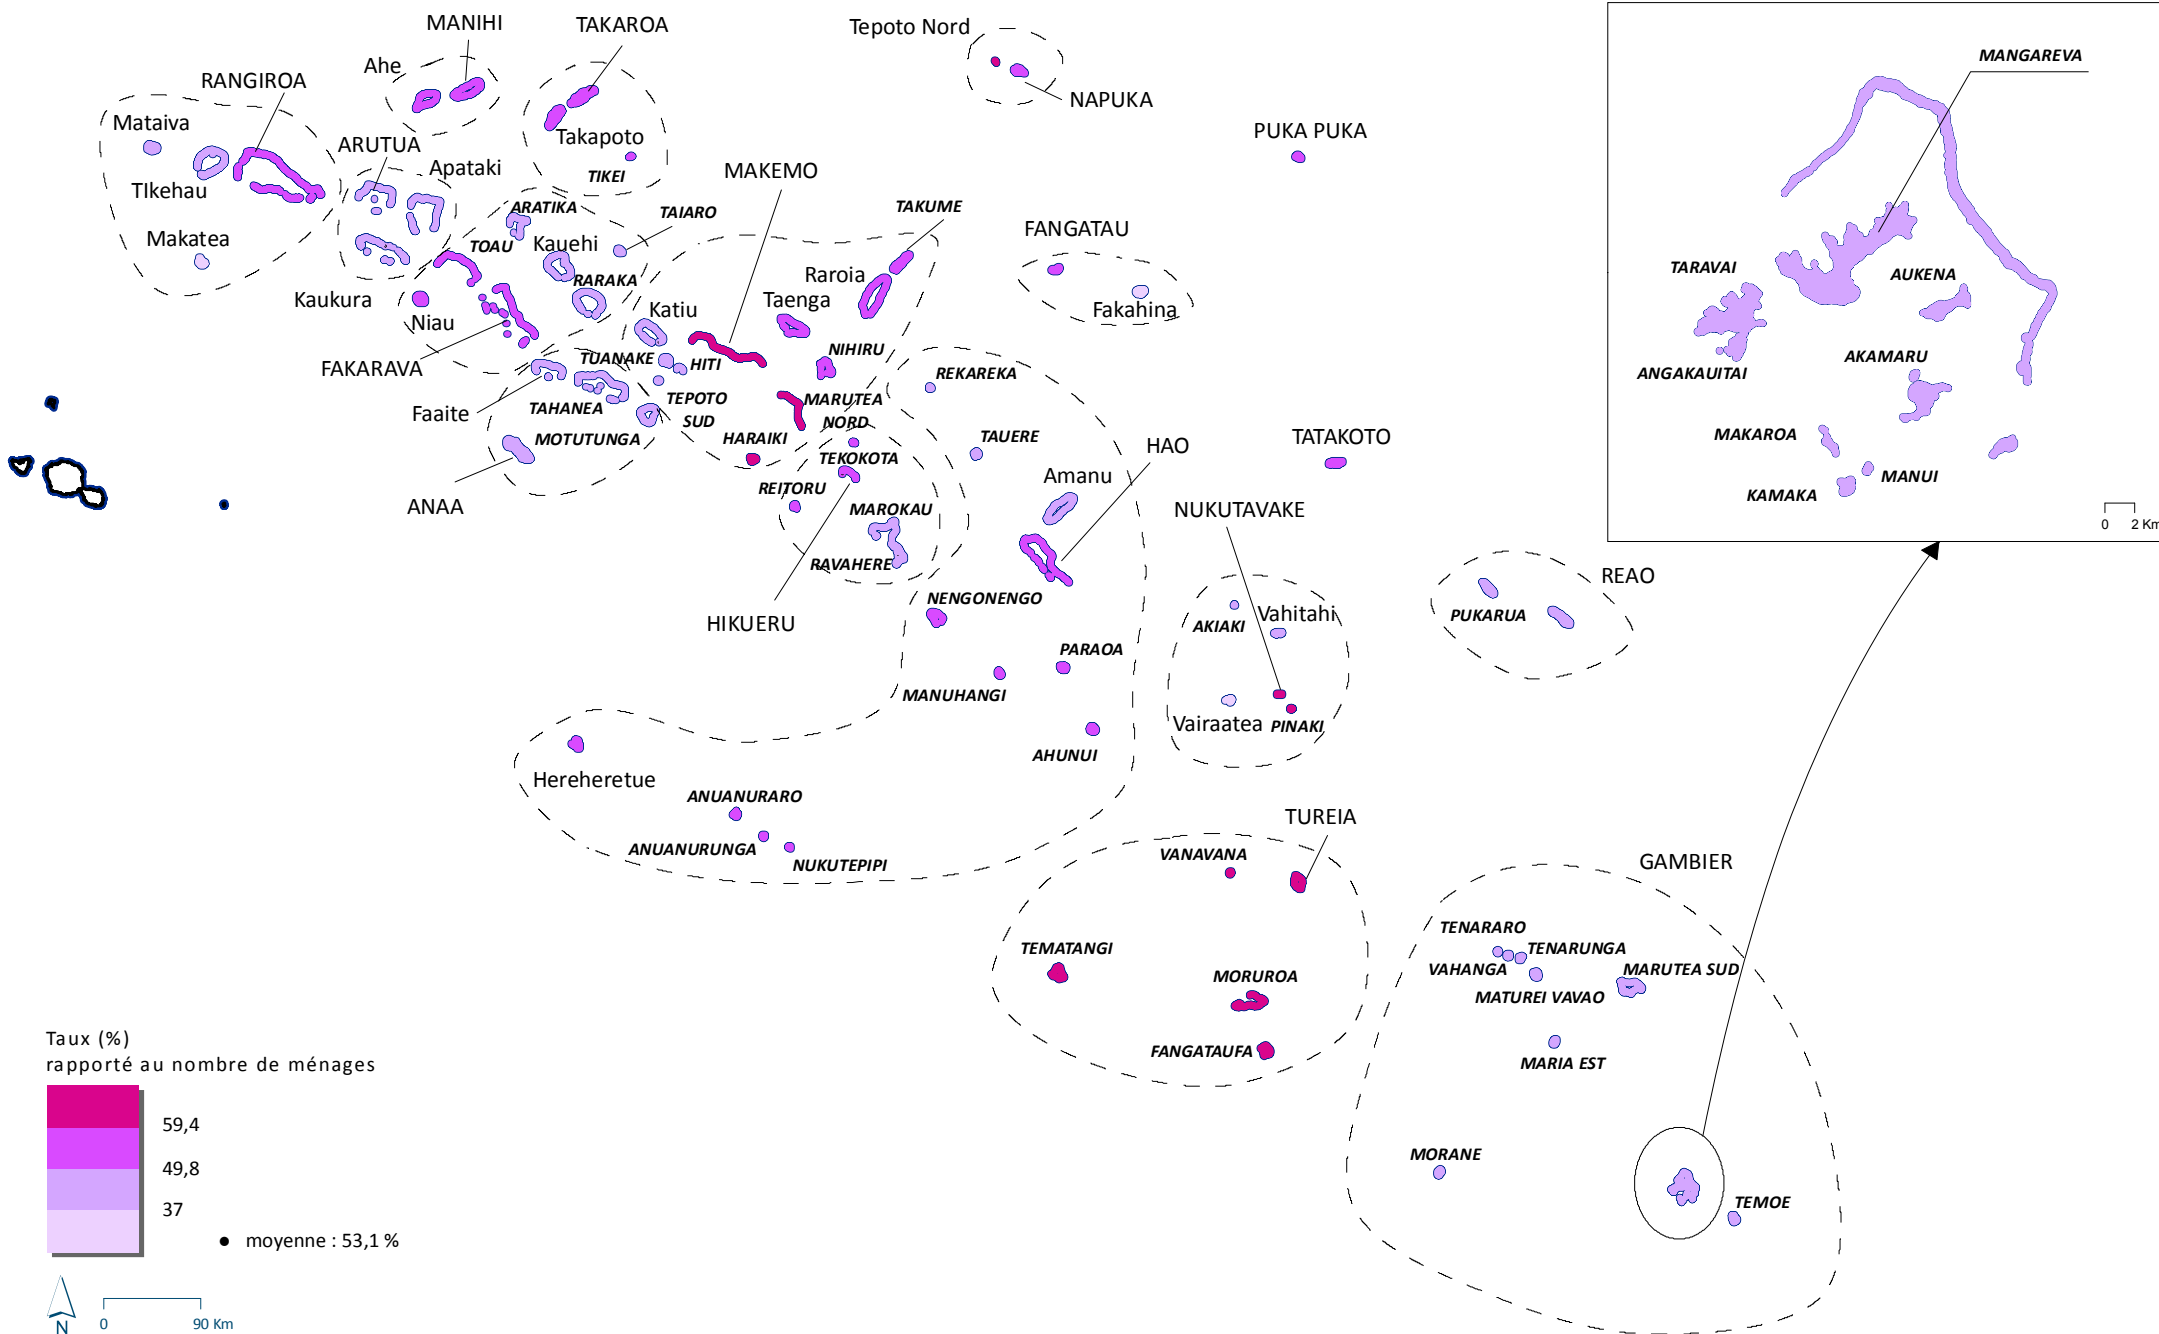 MANIHI
TAKAROA
Tepoto Nord
Ahe
RANGIROA
NAPUKA
Mataiva
ARUTUA
Apataki
Takapoto
TIKEI
PUKA PUKA
MAKEMO
TIkehau
ARATIKA
TAIARO
TAKUME
Makatea
TOAU
Kauehi
FANGATAU
RARAKA
Raroia
Taenga
Kaukura
Niau
Katiu
Fakahina
FAKARAVA
TUANAKE
HITI
NIHIRU
REKAREKA
Faaite
TAHANEA
TEPOTO
SUD
MARUTEA
NORD
MOTUTUNGA
HARAIKI
TEKOKOTA
TAUERE
HAO
TATAKOTO
Amanu
ANAA
REITORU
MAROKAU
NUKUTAVAKE
RAVAHERE
REAO
HIKUERU
NENGONENGO
AKIAKI
Vahitahi
PUKARUA
PARAOA
MANUHANGI
Vairaatea
PINAKI
AHUNUI
Hereheretue
ANUANURARO
ANUANURUNGA
NUKUTEPIPI
TUREIA
VANAVANA
GAMBIER
TEMATANGI
MORUROA
FANGATAUFA
TENARARO
TENARUNGA
VAHANGA
MARUTEA SUD
MATUREI VAVAO
MARIA EST
MORANE
TEMOE
MANGAREVA
TARAVAI
AUKENA
ANGAKAUITAI
AKAMARU
MAKAROA
MANUI
KAMAKA
0 2 Km
Taux (%)
rapporté au nombre de ménages
59,4
49,8
37
moyenne : 53,1 %
N
0 90 Km